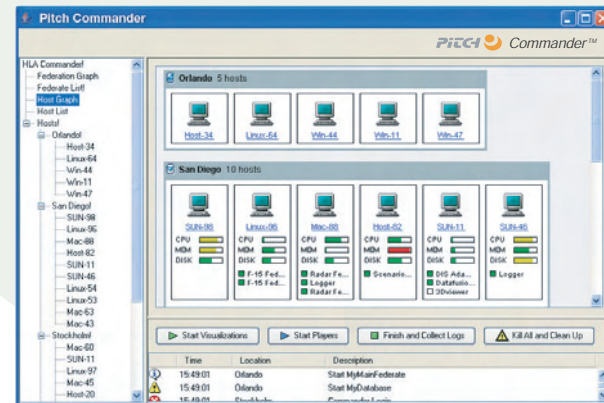 Pitch Commander
PITCH Commander™
HLA Commander!
Federation Graph
Federate List!
Host Graph
Host List
Hosts!
Orlando!
Host-34
Linux-64
Win-44
Win-11
Win-47
San Diego!
SUN-98
Linux-96
Mac-88
Host-82
SUN-11
SUN-46
Linux-54
Linux-53
Mac-63
Mac-43
Stockholm!
Mac-60
SUN-11
Linux-97
Mac-45
Host-20
Orlando 5 hosts
Host-34 Linux-64 Win-44 Win-11 Win-47
San Diego 10 hosts
SUN-98 Linux-96 Mac-88 Host-82 SUN-11 SUN-46
CPU CPU CPU CPU CPU CPU
MEM MEM MEM MEM MEM MEM
DISK DISK DISK DISK DISK DISK
F-15 Fed... Radar Fe... Scenario... DIS Ada... Logger
F-15 Fed... Logger Datafusio...
Radar Fe... 3Dviewer
Start Visualizations Start Players Finish and Collect Logs Kill All and Clean Up
Time Location Description
15:49:01 Orlando Start MyMainFederate
15:49:01 Orlando Start MyDatabase
15:49:01 Stockholm Commander Login